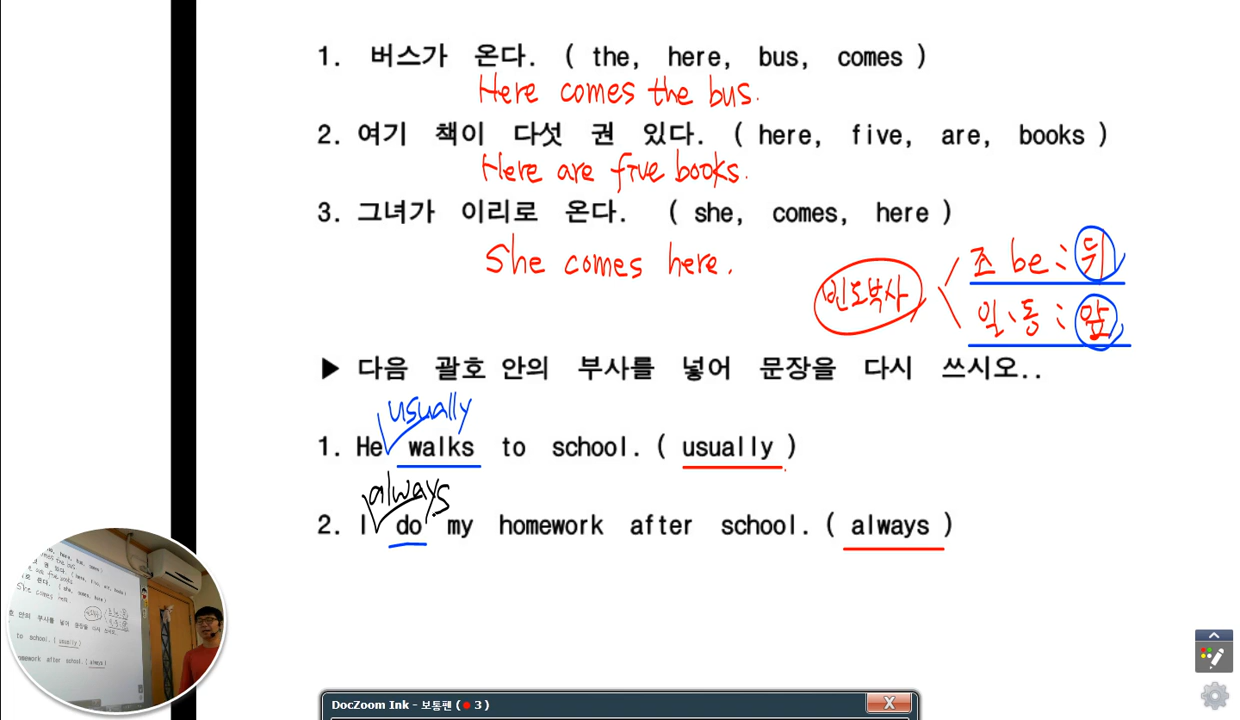 1. 버스가 온다. ( the, here, bus, comes )
Here comes the bus.
2. 여기 책이 다섯 권 있다. ( here, five, are, books )
Here are five books.
3. 그녀가 이리로 온다. ( she, comes, here )
She comes here.
빈도부사
조 be : 뒤
일.동 : 앞
▶ 다음 괄호 안의 부사를 넣어 문장을 다시 쓰시오..
usually
1. He walks to school. ( usually )
always
2. I do my homework after school. ( always )
DocZoom Ink - 보통펜 ( 3 )